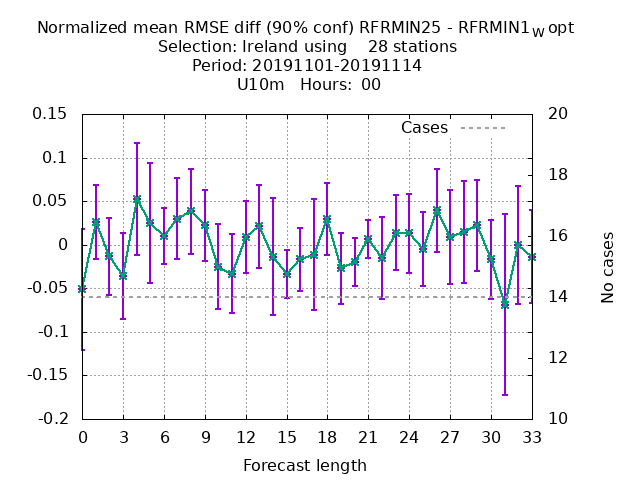 Normalized mean RMSE diff (90% conf) RFRMIN25 - RFRMIN1_W opt
Selection: Ireland using    28 stations
Period: 20191101-20191114
U10m   Hours:  00
0.15
0.1
0.05
0
-0.05
-0.1
-0.15
-0.2
Cases
20
18
16
14
12
10
No cases
0 3 6 9 12 15 18 21 24 27 30 33
Forecast length